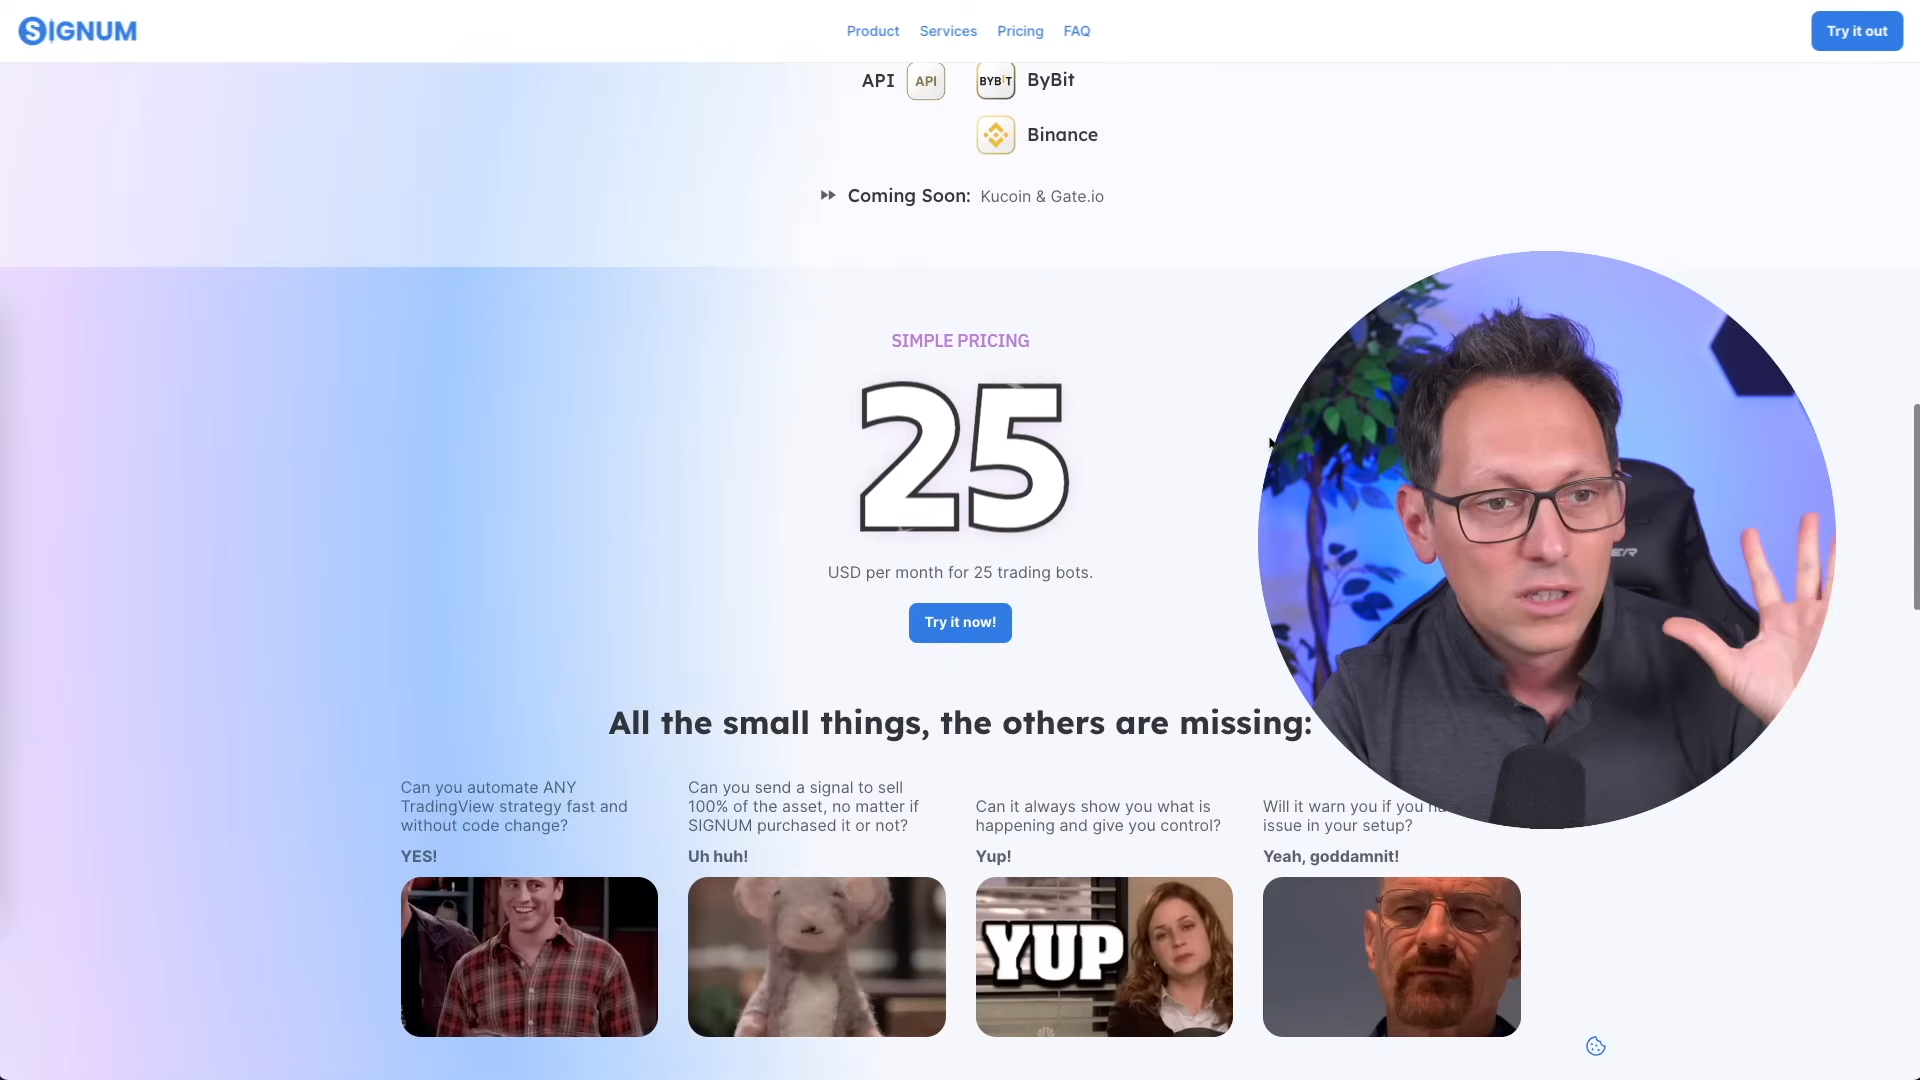 SIGNUM
Product Services Pricing FAQ
Try it out
API API BYBIT ByBit
Binance
Coming Soon: Kucoin & Gate.io
SIMPLE PRICING
25
USD per month for 25 trading bots.
Try it now!
All the small things, the others are missing:
Can you automate ANY
TradingView strategy fast and
without code change?
YES!
Can you send a signal to sell
100% of the asset, no matter if
SIGNUM purchased it or not?
Uh huh!
Can it always show you what is
happening and give you control?
Yup!
Will it warn you if you
issue in your setup?
Yeah, goddamnit!
YUP